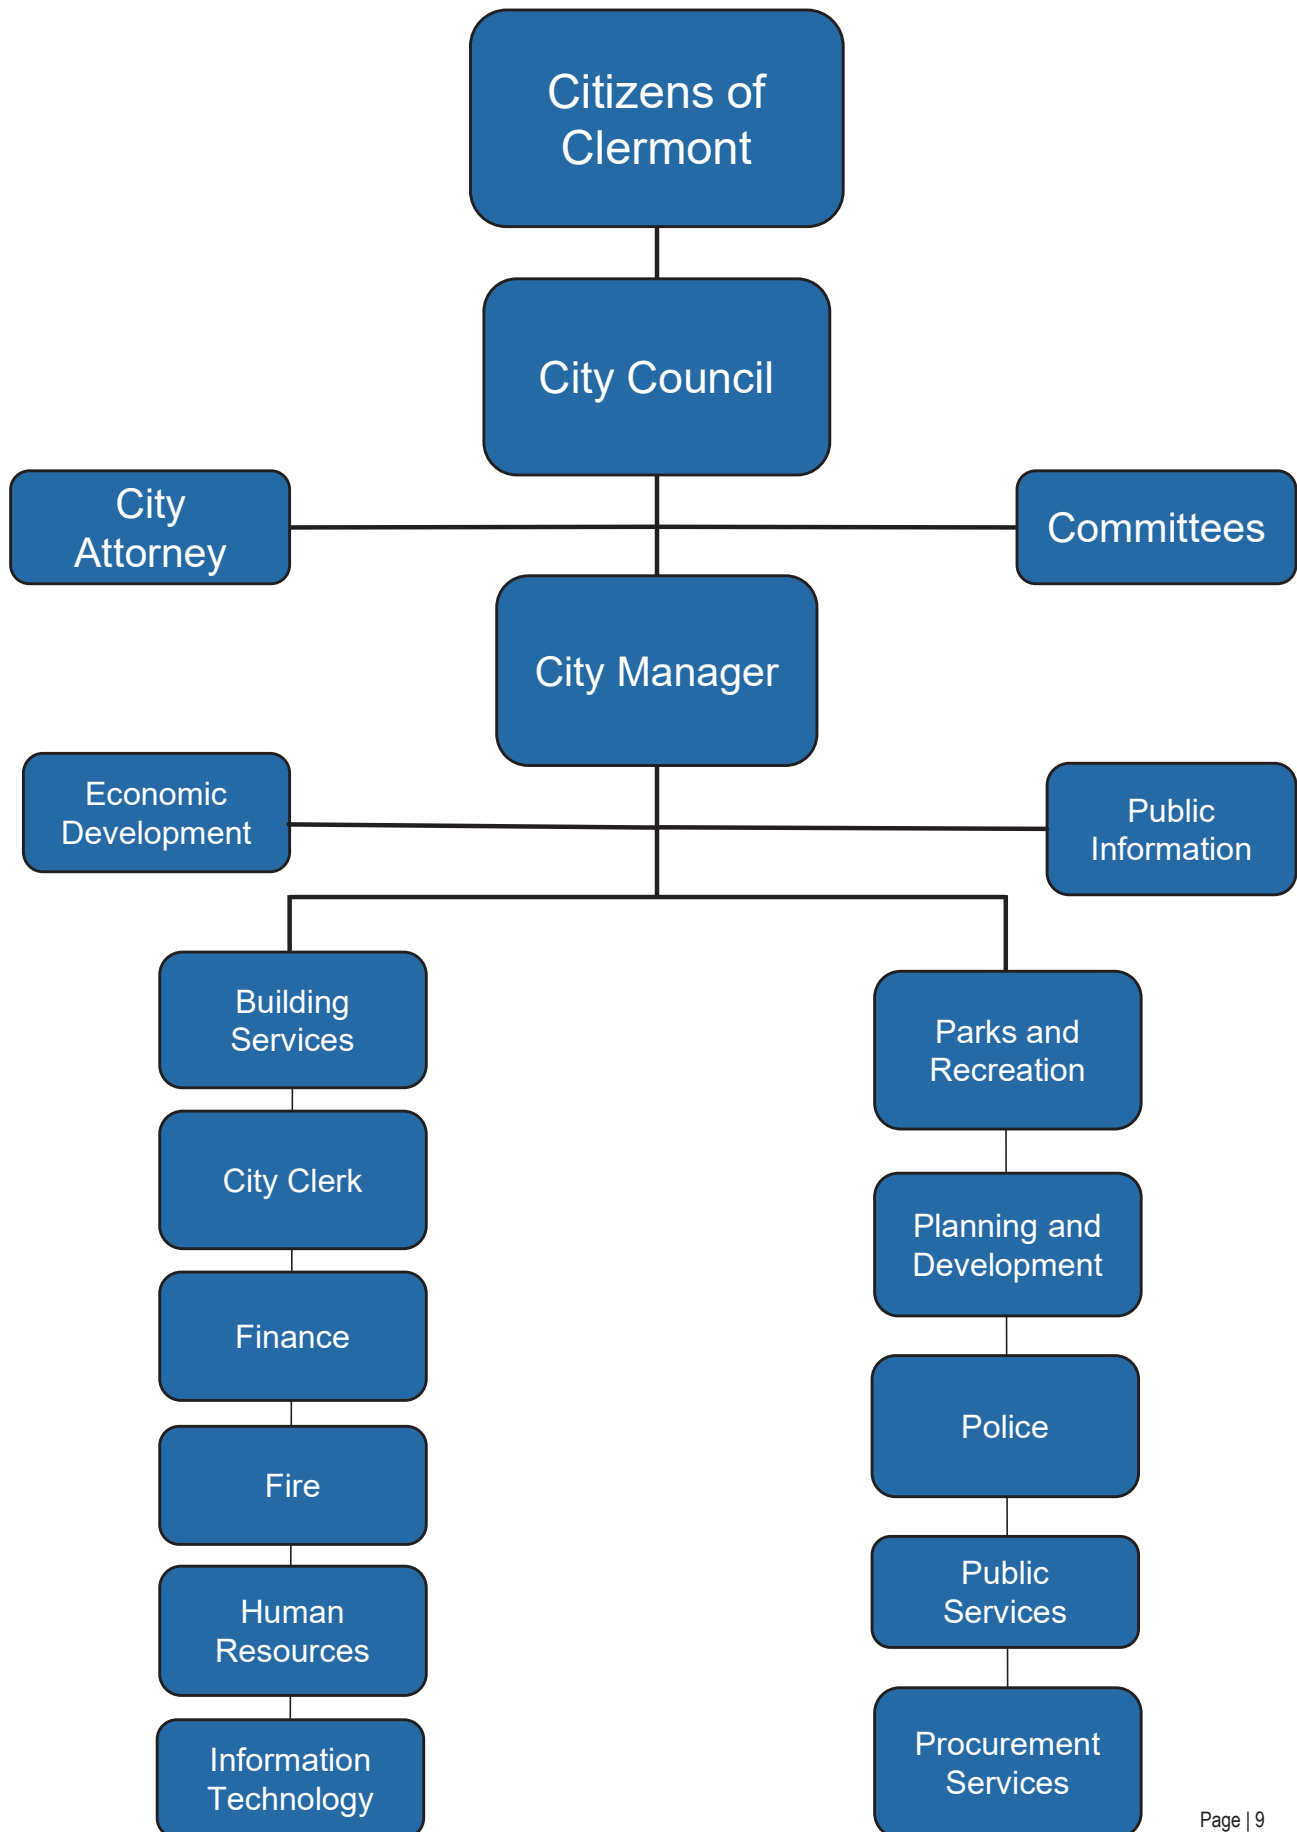 Citizens of
Clermont
City Council
City
Attorney
Committees
City Manager
Economic
Development
Public
Information
Building
Services
City Clerk
Finance
Fire
Human
Resources
Information
Technology
Parks and
Recreation
Planning and
Development
Police
Public
Services
Procurement
Services
Page | 9